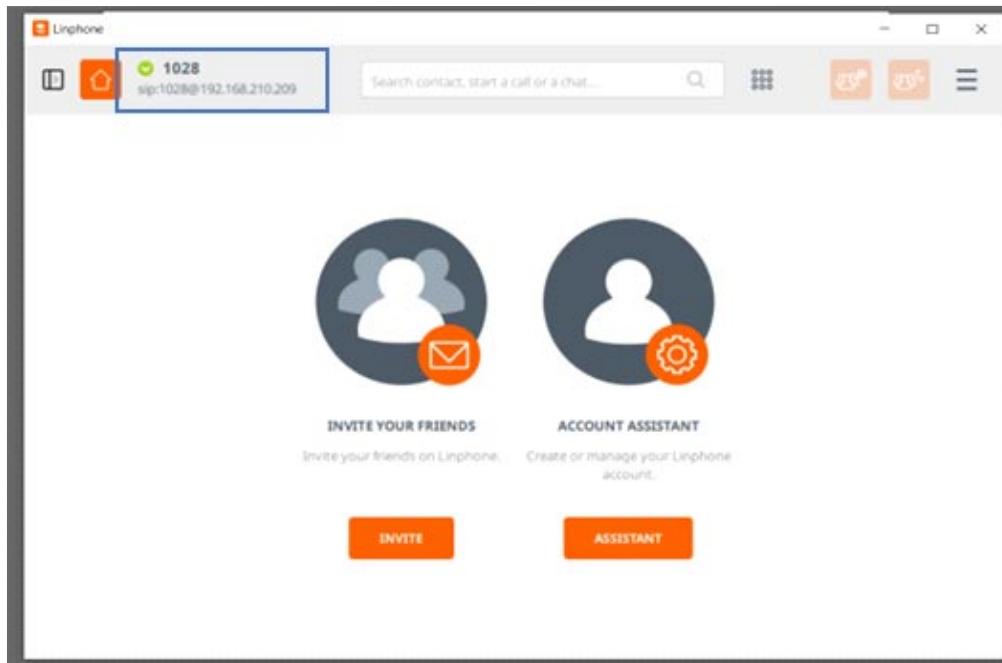 Linphone
1028
sip:1028@192.168.210.209
Search contact, start a call or a chat...
INVITE YOUR FRIENDS
Invite your friends on Linphone.
INVITE
ACCOUNT ASSISTANT
Create or manage your Linphone
account.
ASSISTANT